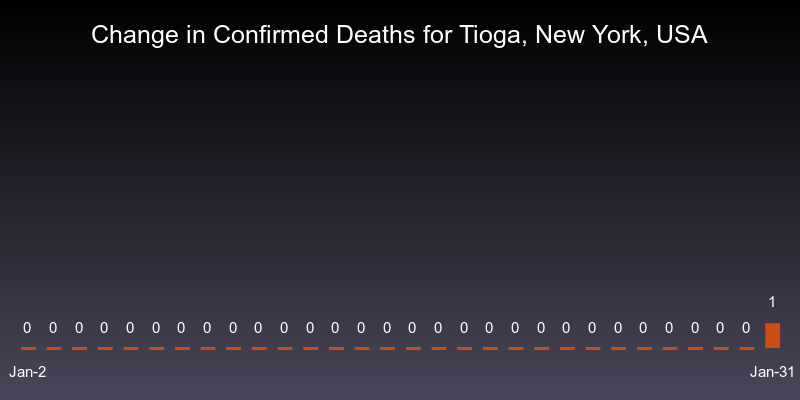 Change in Confirmed Deaths for Tioga, New York, USA
1
0 0 0 0 0 0 0 0 0 0 0 0 0 0 0 0 0 0 0 0 0 0 0 0 0 0 0 0 0
Jan-2 Jan-31